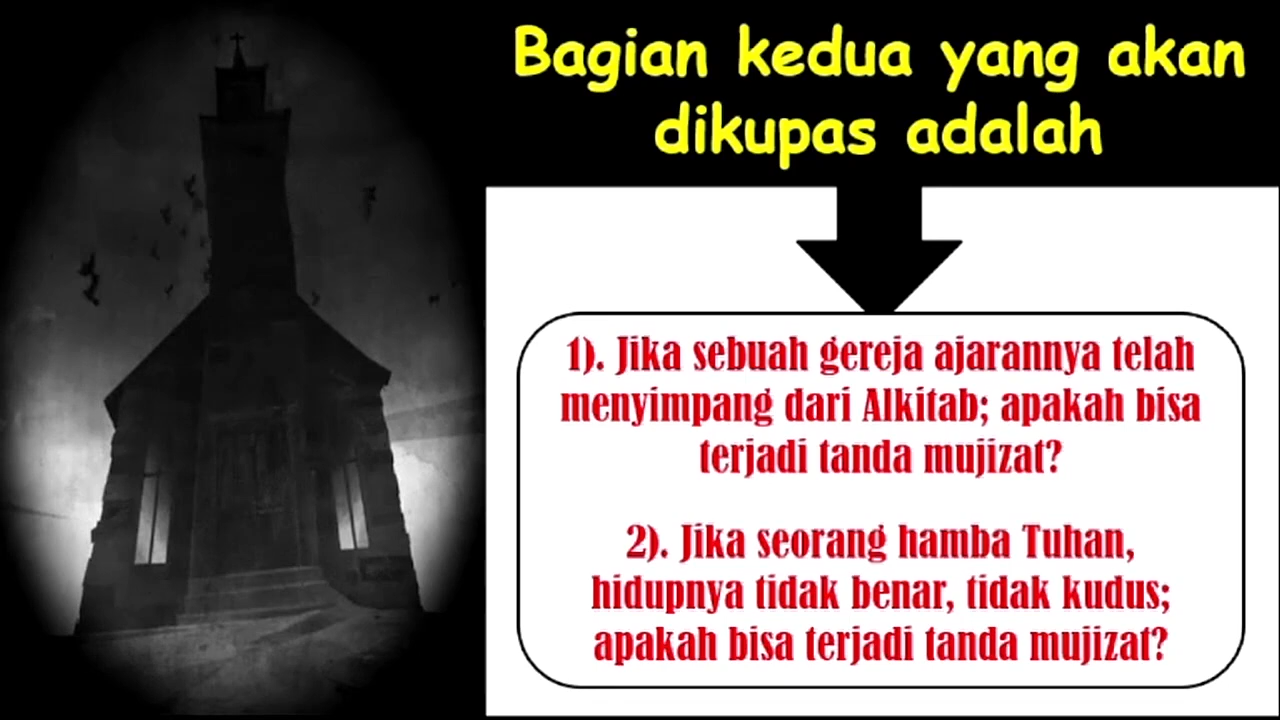 Bagian kedua yang akan
dikupas adalah
1). Jika sebuah gereja ajarannya telah
menyimpang dari Alkitab; apakah bisa
terjadi tanda mujizat?
2). Jika seorang hamba Tuhan,
hidupnya tidak benar, tidak kudus;
apakah bisa terjadi tanda mujizat?